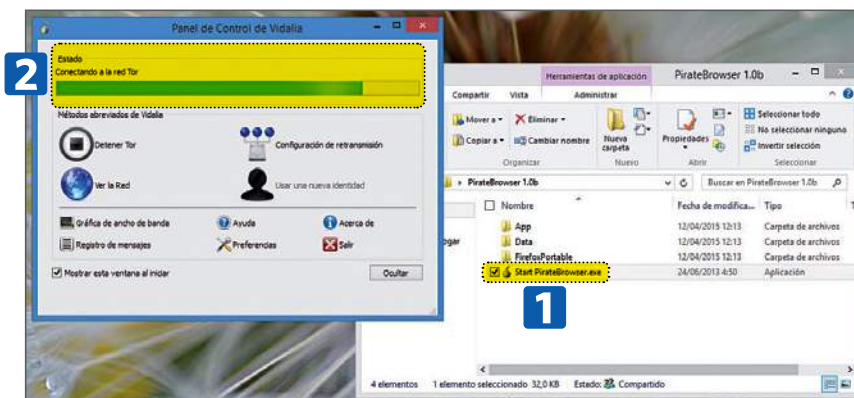 Panel de Control de Vidalia
2
Estado
Conectando a la red Tor
Métodos abreviados de Vidalia
Detener Tor
Configuración de retransmisión
Ver la Red
Usar una nueva identidad
Gráfica de ancho de banda
Ayuda
Acerca de
Registro de mensajes
Preferencias
Salir
Mostrar esta ventana al iniciar
Ocultar
Herramientas de aplicación
PirateBrowser 1.0b
Compartir
Vista
Administrar
Mover a
Eliminar
Copiar a
Cambiar nombre
Nueva carpeta
Propiedades
Seleccionar todo
No seleccionar ninguno
Invertir selección
Organizar
Nuevo
Abrir
Seleccionar
PirateBrowser 1.0b
Buscar en PirateBrowser 1.0b
Nombre
Fecha de modifica...
Tipo
T
ogar
App
12/04/2015 12:13
Carpeta de archivos
Data
12/04/2015 12:13
Carpeta de archivos
FirefoxPortable
12/04/2015 12:13
Carpeta de archivos
Start PirateBrowser.exe
24/06/2013 4:50
Aplicación
1
4 elementos
1 elemento seleccionado 32,0 KB
Estado: Compartido